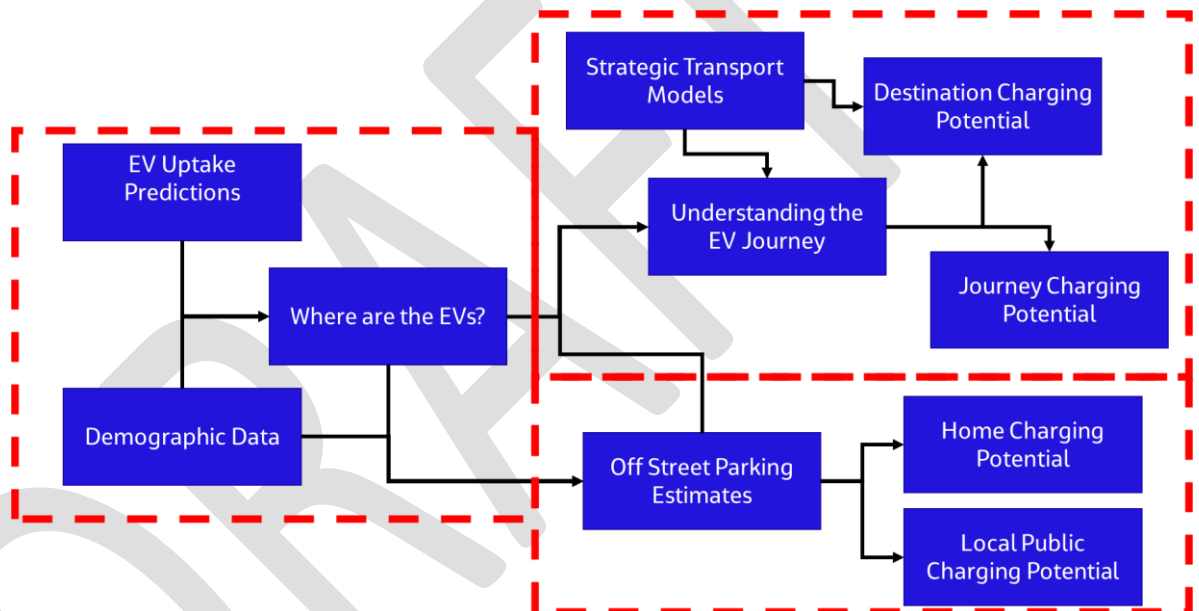 Strategic Transport
Models
Destination Charging
Potential
EV Uptake
Predictions
Understanding the
EV Journey
Where are the EVs?
Journey Charging
Potential
Demographic Data
Off Street Parking
Estimates
Home Charging
Potential
Local Public
Charging Potential
DRAFT